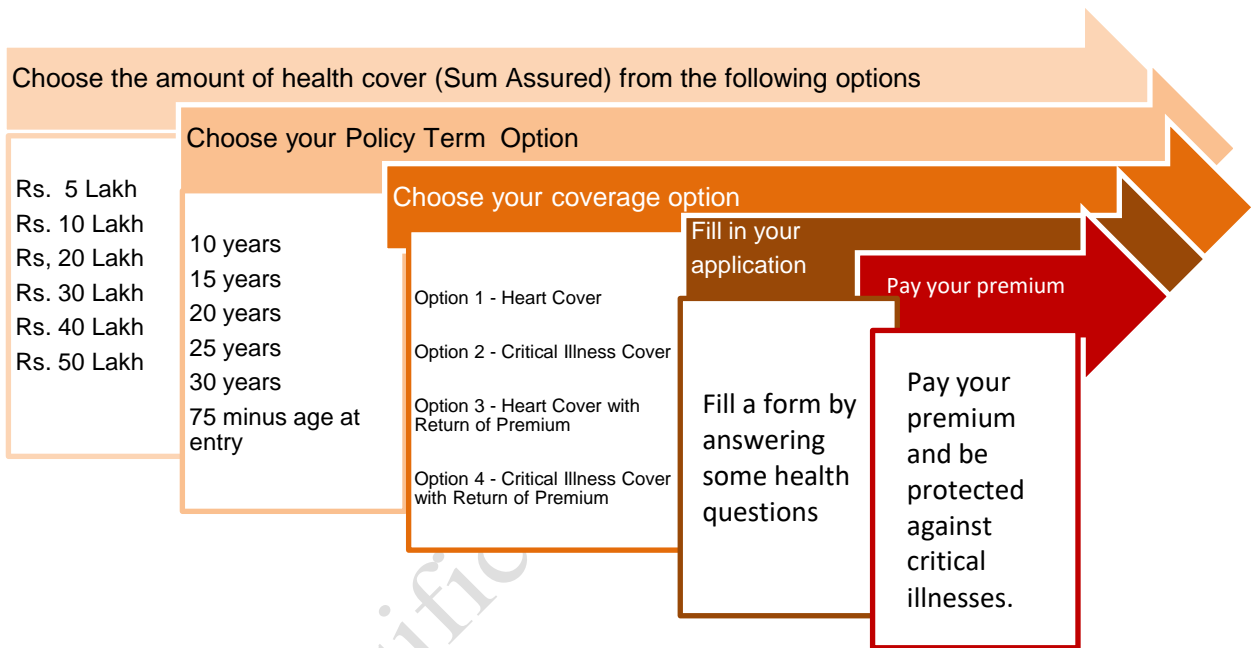 Choose the amount of health cover (Sum Assured) from the following options
Rs. 5 Lakh
Rs. 10 Lakh
Rs, 20 Lakh
Rs. 30 Lakh
Rs. 40 Lakh
Rs. 50 Lakh
Choose your Policy Term Option
10 years
15 years
20 years
25 years
30 years
75 minus age at
entry
Choose your coverage option
Option 1 - Heart Cover
Option 2 - Critical Illness Cover
Option 3 - Heart Cover with
Return of Premium
Option 4 - Critical Illness Cover
with Return of Premium
Fill in your
application
Fill a form by
answering
some health
questions
Pay your premium
Pay your
premium
and be
protected
against
critical
illnesses.